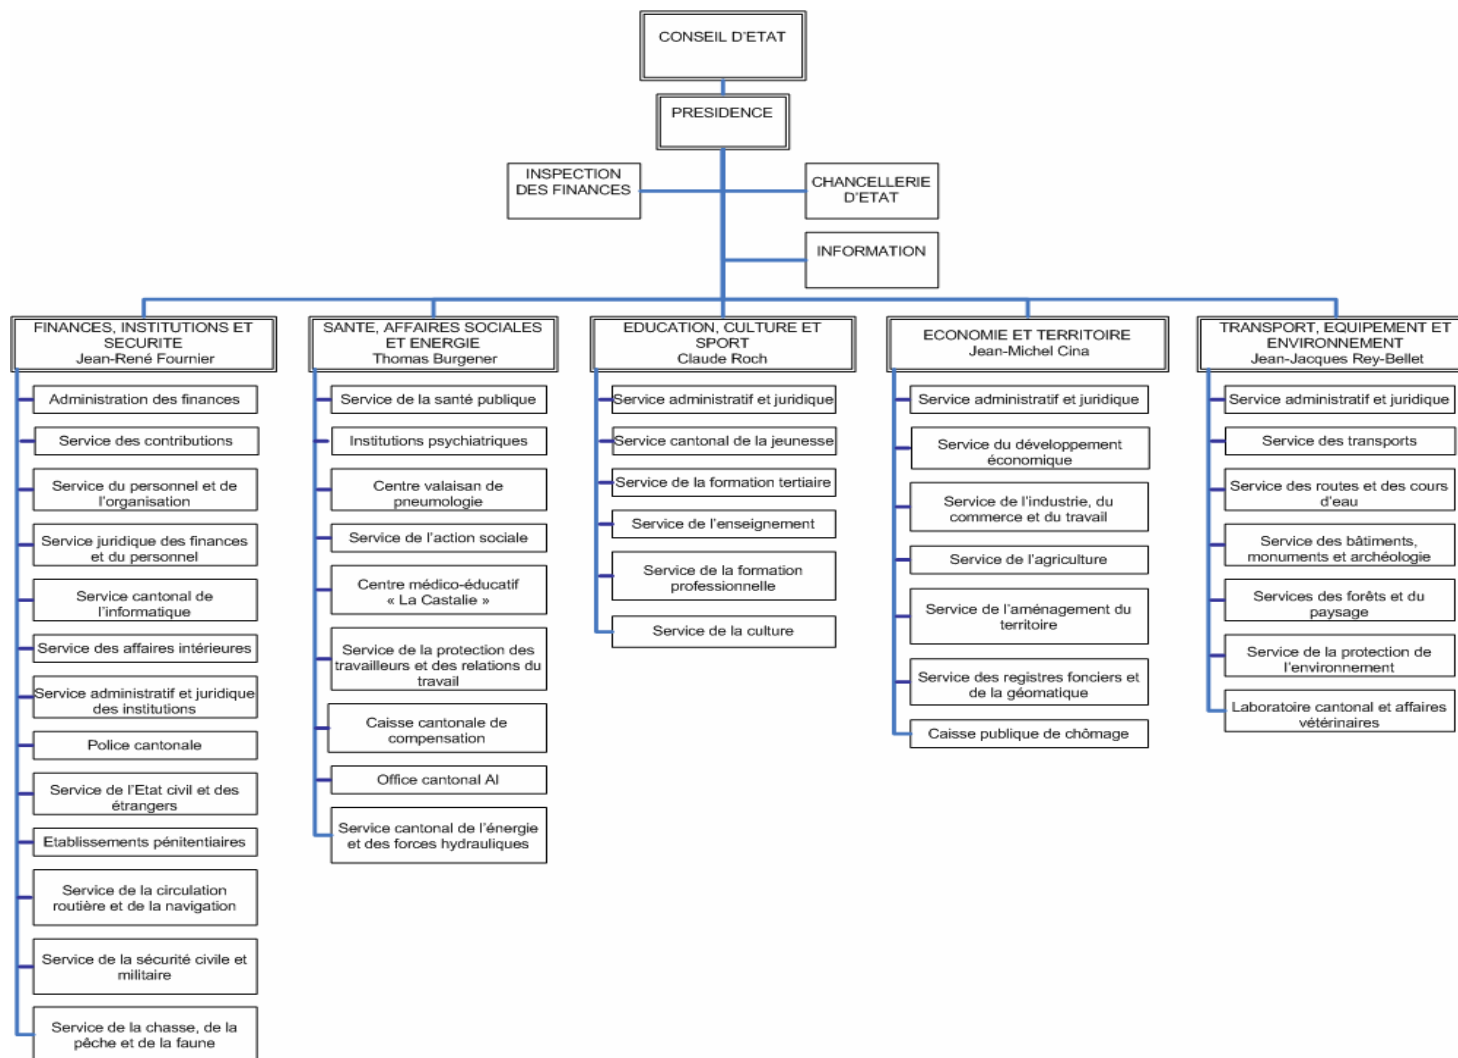 CONSEIL D'ETAT
PRESIDENCE
INSPECTION
DES FINANCES
CHANCELLERIE
D'ETAT
INFORMATION
FINANCES, INSTITUTIONS ET
SECURITE
Jean-René Fournier
Administration des finances
Service des contributions
Service du personnel et de
l'organisation
Service juridique des finances
et du personnel
Service cantonal de
l'informatique
Service des affaires intérieures
Service administratif et juridique
des institutions
Police cantonale
Service de l'Etat civil et des
étrangers
Etablissements pénitentiaires
Service de la circulation
routière et de la navigation
Service de la sécurité civile et
militaire
Service de la chasse, de la
pêche et de la faune
SANTE, AFFAIRES SOCIALES
ET ENERGIE
Thomas Burgener
Service de la santé publique
Institutions psychiatriques
Centre valaisan de
pneumologie
Service de l'action sociale
Centre médico-éducatif
« La Castalie »
Service de la protection des
travailleurs et des relations du
travail
Caisse cantonale de
compensation
Office cantonal AI
Service cantonal de l'énergie
et des forces hydrauliques
EDUCATION, CULTURE ET
SPORT
Claude Roch
Service administratif et juridique
Service cantonal de la jeunesse
Service de la formation tertiaire
Service de l'enseignement
Service de la formation
professionnelle
Service de la culture
ECONOMIE ET TERRITOIRE
Jean-Michel Cina
Service administratif et juridique
Service du développement
économique
Service de l'industrie, du
commerce et du travail
Service de l'agriculture
Service de l'aménagement du
territoire
Service des registres fonciers et
de la géomatique
Caisse publique de chômage
TRANSPORT, EQUIPEMENT ET
ENVIRONNEMENT
Jean-Jacques Rey-Bellet
Service administratif et juridique
Service des transports
Service des routes et des cours
d'eau
Service des bâtiments,
monuments et archéologie
Services des forêts et du
paysage
Service de la protection de
l'environnement
Laboratoire cantonal et affaires
vétérinaires